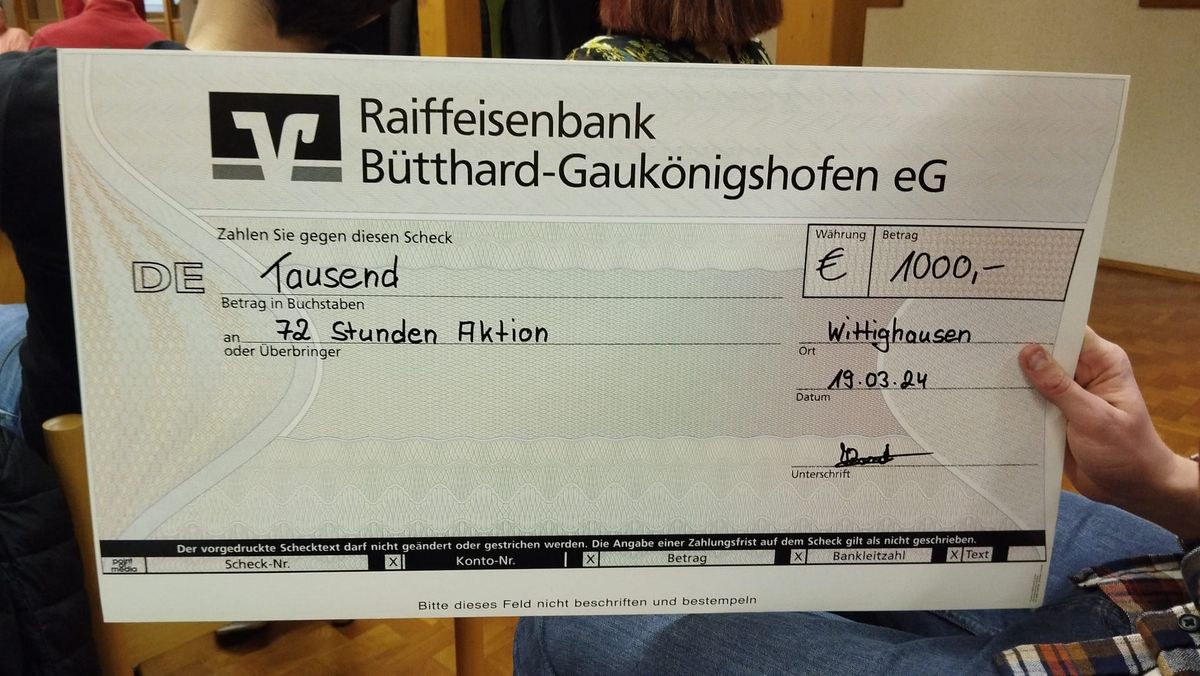 Raiffeisenbank
Bütthard-Gaukönigshofen eG
Zahlen Sie gegen diesen Scheck
Währung Betrag
DE Tausend € 1000,-
Betrag in Buchstaben
an 72 Stunden Aktion Wittighausen
oder Überbringer Ort
19.03.24
Datum
Unterschrift
Der vorgedruckte Schecktext darf nicht geändert oder gestrichen werden. Die Angabe einer Zahlungsfrist auf dem Scheck gilt als nicht geschrieben.
Scheck-Nr. X Konto-Nr. X Betrag X Bankleitzahl X Text
Bitte dieses Feld nicht beschriften und bestempeln